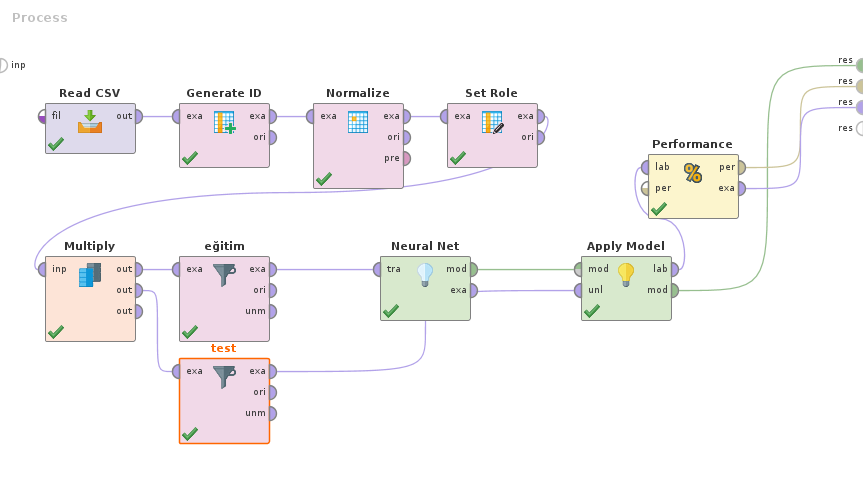 Process
inp
res
res
res
res
Read CSV
fil out
Generate ID
exa exa
ori
Normalize
exa exa
ori
pre
Set Role
exa exa
ori
Performance
lab per
per exa
%
Multiply
inp out
out
out
eğitim
exa exa
ori
unm
Neural Net
tra mod
exa
Apply Model
mod lab
unl mod
test
exa exa
ori
unm